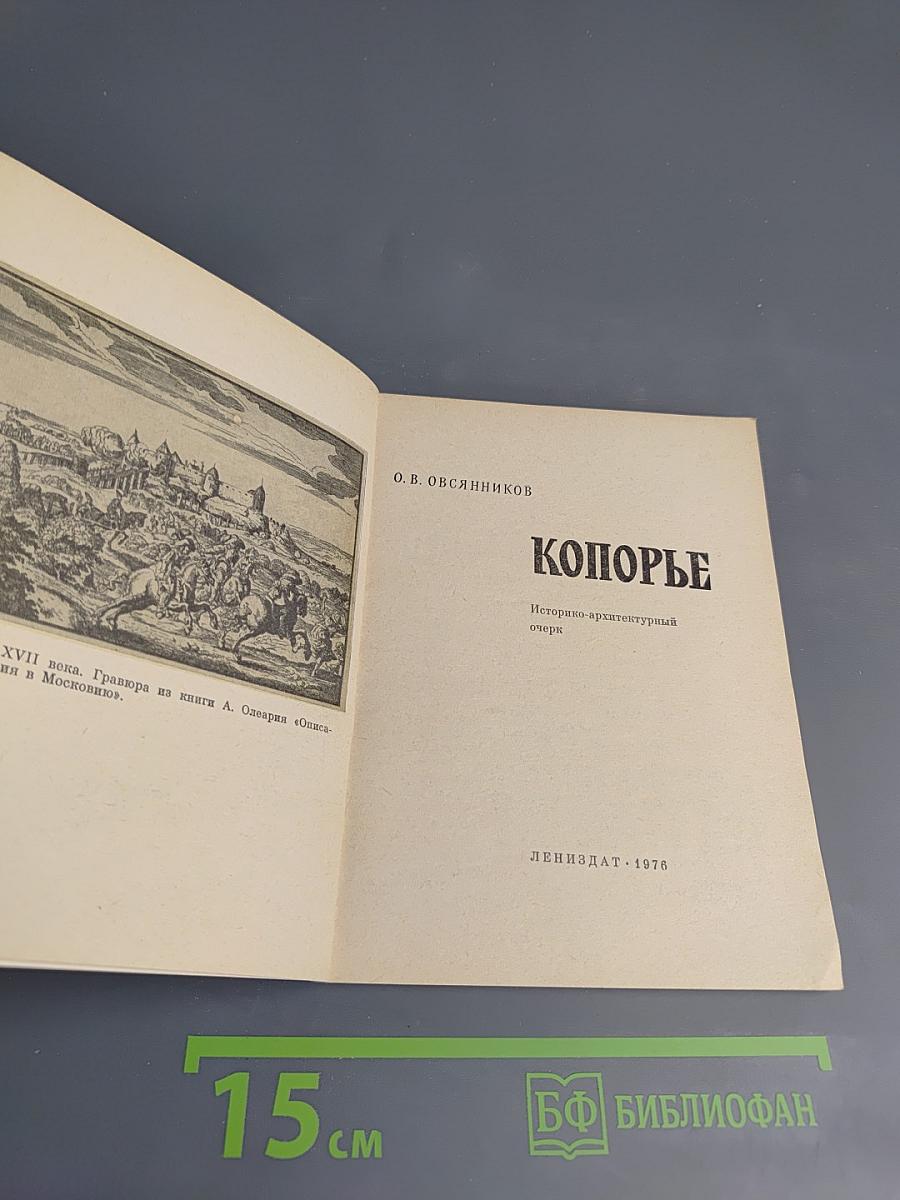 XVII века. Гравюра из книги А. Олеария «Описа-
ия в Московию».
О. В. ОВСЯННИКОВ
КОПОРЬЕ
Историко-архитектурный
очерк
ЛЕНИЗДАТ · 1976
15 см
БФ БИБЛИОФАН